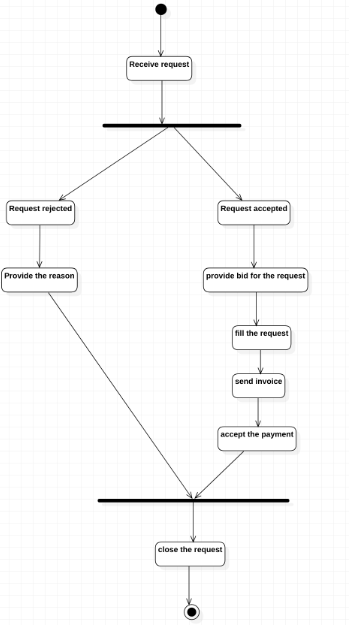 Receive request
Request rejected
Request accepted
Provide the reason
provide bid for the request
fill the request
send invoice
accept the payment
close the request